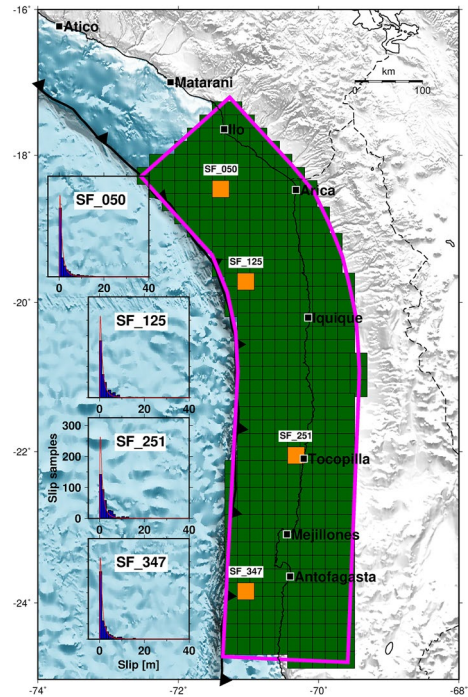 -16°
Atico
Matarani
km
0 100
Ilo
-18°
SF_050
Arica
SF_050
0 20 40
SF_125
-20°
SF_125
Iquique
0 20 40
-22°
SF_251
SF_251
Tocopilla
300
200
100
0
Slip samples
0 20 40
Mejillones
SF_347
SF_347
Antofagasta
-24°
0 20 40
Slip [m]
-74° -72° -70° -68°